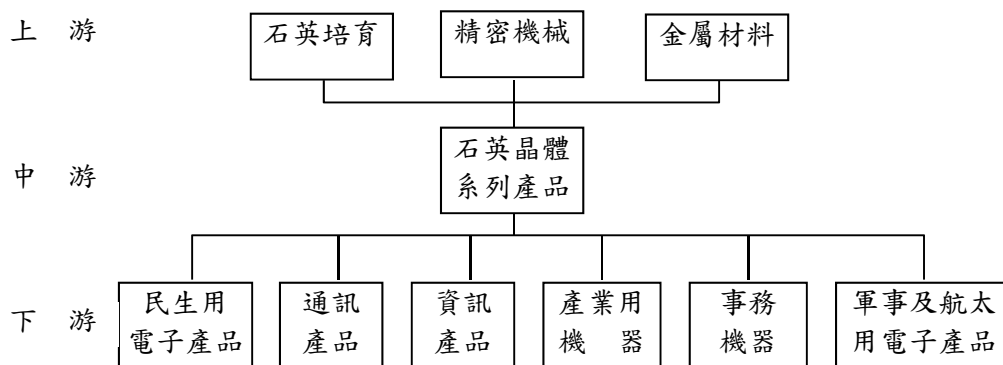 上 游
石英培育
精密機械
金屬材料
中 游
石英晶體
系列產品
下 游
民生用
電子產品
通訊
產品
資訊
產品
產業用
機 器
事務
機器
軍事及航太
用電子產品